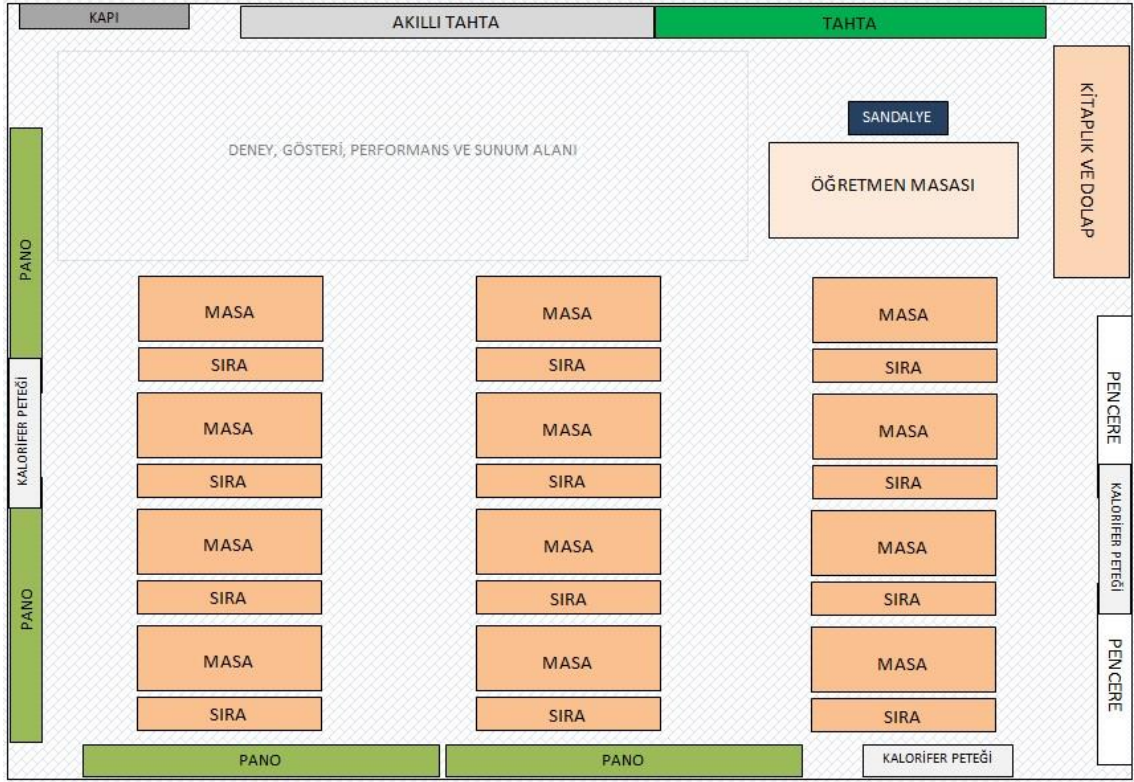 KAPI
AKILLI TAHTA
TAHTA
KİTAPLIK VE DOLAP
SANDALYE
DENEY, GÖSTERİ, PERFORMANS VE SUNUM ALANI
ÖĞRETMEN MASASI
PANO
MASA
MASA
MASA
SIRA
SIRA
SIRA
PENCERE
KALORİFER PETEĞİ
MASA
MASA
MASA
SIRA
SIRA
SIRA
KALORİFER PETEĞİ
MASA
MASA
MASA
PANO
SIRA
SIRA
SIRA
PENCERE
MASA
MASA
MASA
SIRA
SIRA
SIRA
PANO
PANO
KALORİFER PETEĞİ